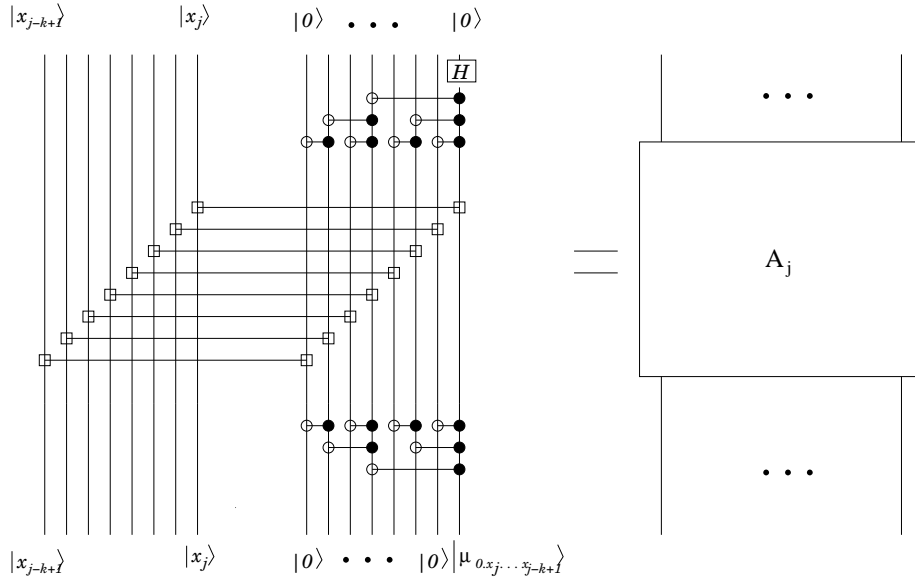 |x_{j-k+1}⟩ |x_j⟩ |0⟩ • • • |0⟩
H
• • •
A_j
• • •
|x_{j-k+1}⟩ |x_j⟩ |0⟩ • • • |0⟩ |μ_{0.x_j...x_{j-k+1}}⟩